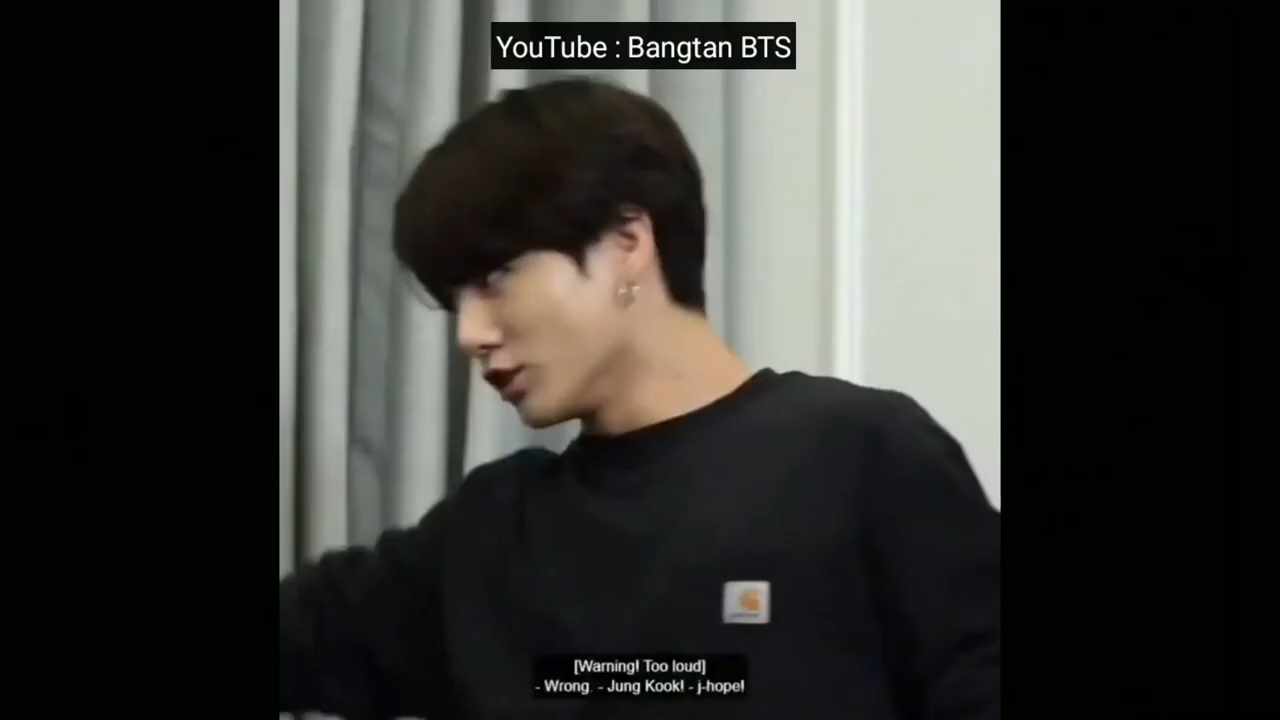 YouTube : Bangtan BTS
[Warning! Too loud]
- Wrong. - Jung Kook! - j-hope!